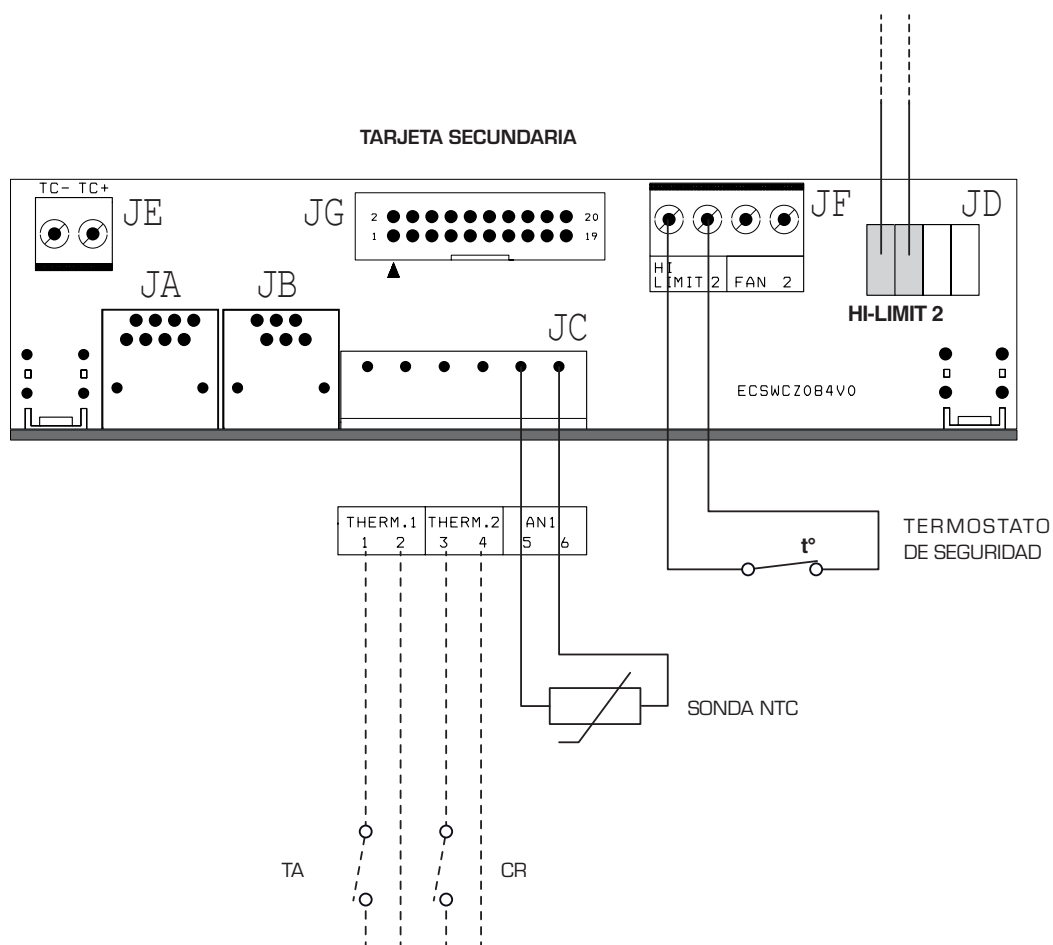 TARJETA SECUNDARIA
TC- TC+
JE
JG
2 20
1 19
JF
JD
HI
LIMIT 2 FAN 2
HI-LIMIT 2
JA
JB
JC
ECSWCZ084V0
THERM.1 THERM.2 AN1
1 2 3 4 5 6
t°
TERMOSTATO
DE SEGURIDAD
SONDA NTC
TA
CR